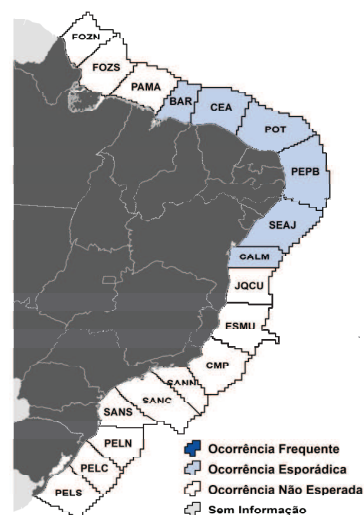 FOZN
FOZS
PAMA
BAR
CEA
POT
PEPB
SEAJ
CALM
JQCU
ESMU
CMP
SANN
SANC
SANS
PELN
PELC
PELS
Ocorrência Frequente
Ocorrência Esporádica
Ocorrência Não Esperada
Sem Informação